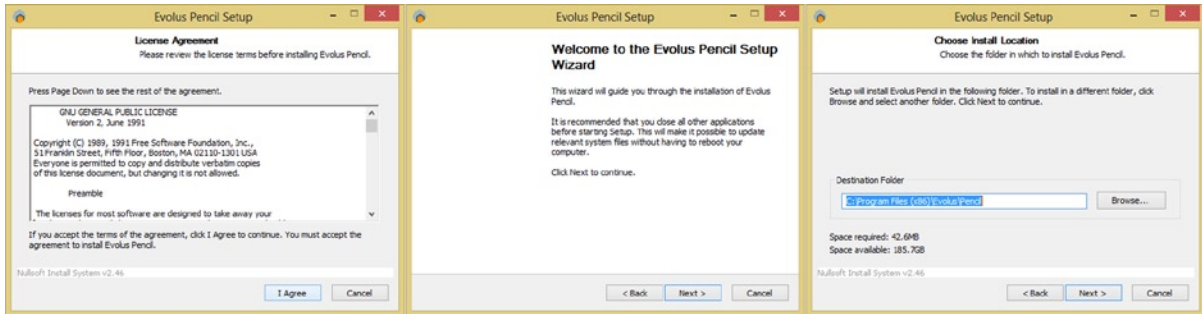 Evolus Pencil Setup
License Agreement
Please review the license terms before installing Evolus Pencil.
Press Page Down to see the rest of the agreement.
GNU GENERAL PUBLIC LICENSE
Version 2, June 1991
Copyright (C) 1989, 1991 Free Software Foundation, Inc.,
51 Franklin Street, Fifth Floor, Boston, MA 02110-1301 USA
Everyone is permitted to copy and distribute verbatim copies
of this license document, but changing it is not allowed.
Preamble
The licenses for most software are designed to take away your
If you accept the terms of the agreement, click I Agree to continue. You must accept the
agreement to install Evolus Pencil.
Nullsoft Install System v2.46
I Agree
Cancel
Evolus Pencil Setup
Welcome to the Evolus Pencil Setup
Wizard
This wizard will guide you through the installation of Evolus
Pencil.
It is recommended that you close all other applications
before starting Setup. This will make it possible to update
relevant system files without having to reboot your
computer.
Click Next to continue.
< Back
Next >
Cancel
Evolus Pencil Setup
Choose Install Location
Choose the folder in which to install Evolus Pencil.
Setup will install Evolus Pencil in the following folder. To install in a different folder, click
Browse and select another folder. Click Next to continue.
Destination Folder
C:\Program Files (x86)\Evolus\Pencil
Browse...
Space required: 42.6MB
Space available: 185.7GB
Nullsoft Install System v2.46
< Back
Next >
Cancel